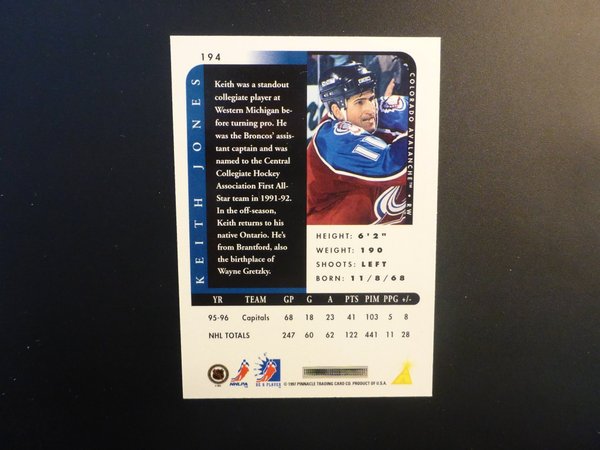 194
KEITH JONES
Keith was a standout
collegiate player at
Western Michigan be-
fore turning pro. He
was the Broncos' assis-
tant captain and was
named to the Central
Collegiate Hockey
Association First All-
Star team in 1991-92.
In the off-season,
Keith returns to his
native Ontario. He's
from Brantford, also
the birthplace of
Wayne Gretzky.
COLORADO AVALANCHE™ • RW
HEIGHT: 6'2"
WEIGHT: 190
SHOOTS: LEFT
BORN: 11/8/68
YR TEAM GP G A PTS PIM PPG +/-
95-96 Capitals 68 18 23 41 103 5 8
NHL TOTALS 247 60 62 122 441 11 28
NHLPA
BE A PLAYER
© 1997 PINNACLE TRADING CARD CO. PRODUCT OF U.S.A.